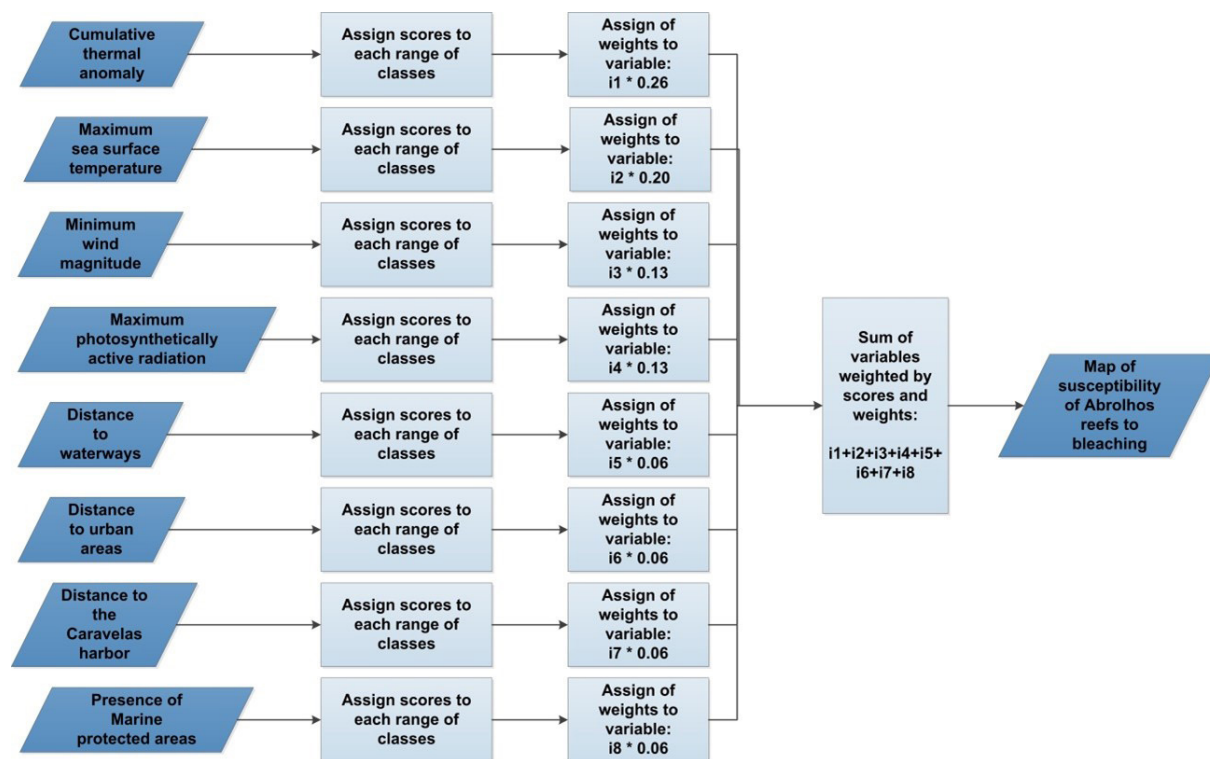 Cumulative
thermal
anomaly
Assign scores to
each range of
classes
Assign of
weights to
variable:
i1 * 0.26
Maximum
sea surface
temperature
Assign scores to
each range of
classes
Assign of
weights to
variable:
i2 * 0.20
Minimum
wind
magnitude
Assign scores to
each range of
classes
Assign of
weights to
variable:
i3 * 0.13
Maximum
photosynthetically
active radiation
Assign scores to
each range of
classes
Assign of
weights to
variable:
i4 * 0.13
Distance
to
waterways
Assign scores to
each range of
classes
Assign of
weights to
variable:
i5 * 0.06
Distance
to urban
areas
Assign scores to
each range of
classes
Assign of
weights to
variable:
i6 * 0.06
Distance to
the
Caravelas
harbor
Assign scores to
each range of
classes
Assign of
weights to
variable:
i7 * 0.06
Presence of
Marine
protected areas
Assign scores to
each range of
classes
Assign of
weights to
variable:
i8 * 0.06
Sum of
variables
weighted by
scores and
weights:
i1+i2+i3+i4+i5+
i6+i7+i8
Map of
susceptibility
of Abrolhos
reefs to
bleaching